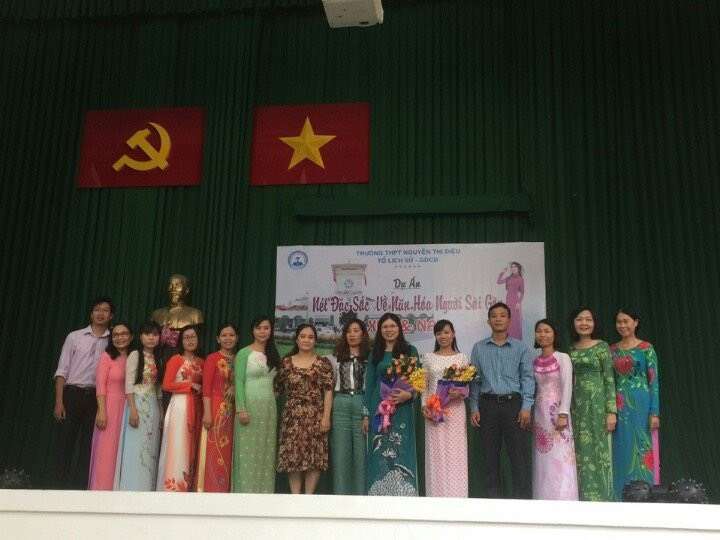 TRƯỜNG THPT NGUYỄN THỊ DIỆU
TỔ LỊCH SỬ - GDCD
Dự Án
Nét Đặc Sắc Về Văn Hóa Người Sài Gò